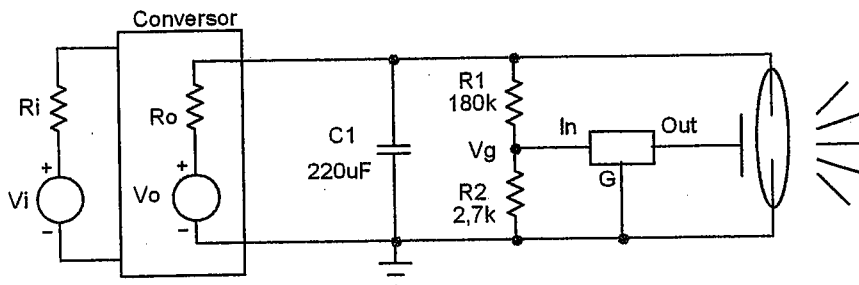 Conversor
Ri
Ro
C1
220uF
R1
180k
In
Out
Vg
G
R2
2,7k
+
Vi
−
+
Vo
−